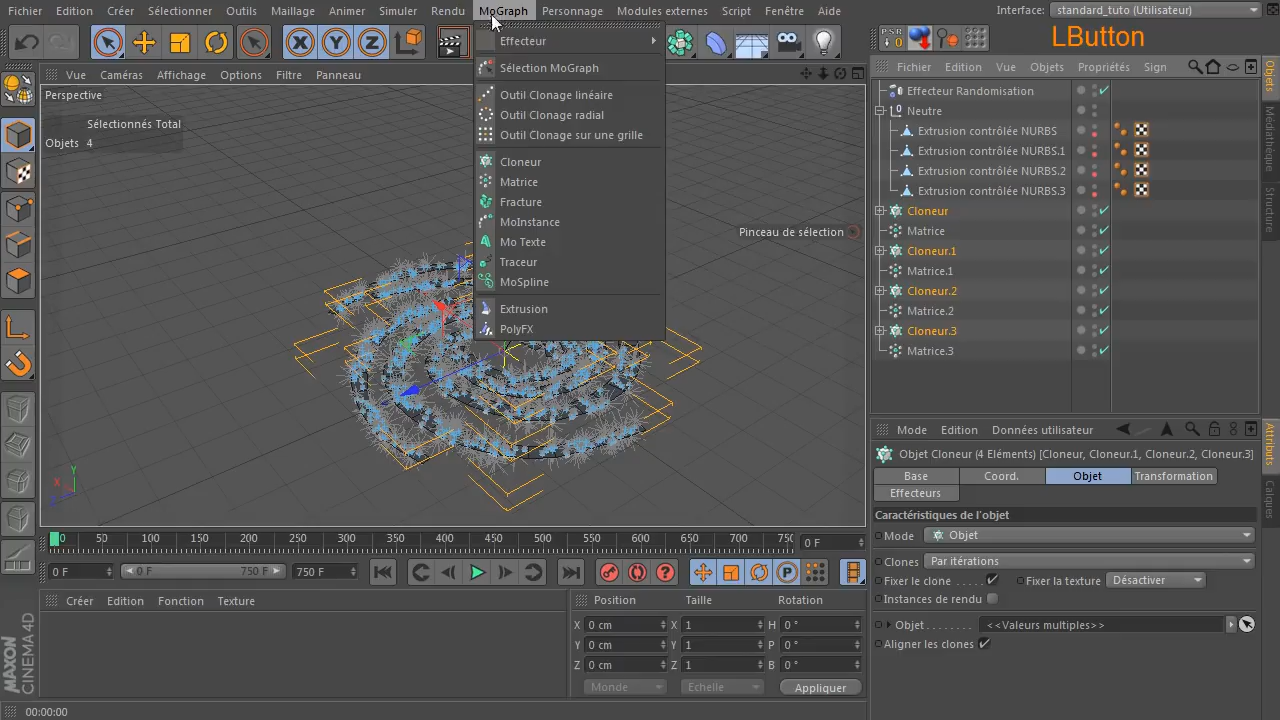 Fichier Edition Créer Sélectionner Outils Maillage Animer Simuler Rendu MoGraph Personnage Modules externes Script Fenêtre Aide Interface: standard_tuto (Utilisateur)
X Y Z PSR 0 LButton
Vue Caméras Affichage Options Filtre Panneau
Fichier Edition Vue Objets Propriétés Sign
Perspective
Sélectionnés Total
Objets 4
Effecteur
Sélection MoGraph
Outil Clonage linéaire
Outil Clonage radial
Outil Clonage sur une grille
Cloneur
Matrice
Fracture
MoInstance
Mo Texte
Traceur
MoSpline
Extrusion
PolyFX
Pinceau de sélection
Y
X
Z
Effecteur Randomisation
Neutre
Extrusion contrôlée NURBS
Extrusion contrôlée NURBS.1
Extrusion contrôlée NURBS.2
Extrusion contrôlée NURBS.3
Cloneur
Matrice
Cloneur.1
Matrice.1
Cloneur.2
Matrice.2
Cloneur.3
Matrice.3
Objets
Médiathèque
Structure
Mode Edition Données utilisateur
Objet Cloneur (4 Eléments) [Cloneur, Cloneur.1, Cloneur.2, Cloneur.3]
Base Coord. Objet Transformation
Effecteurs
Caractéristiques de l'objet
Mode Objet
Clones Par itérations
Fixer le clone . . . . . Fixer la texture Désactiver
Instances de rendu
Objet . . . . . . . . <<Valeurs multiples>>
Aligner les clones
Attributs
Calques
0 50 100 150 200 250 300 350 400 450 500 550 600 650 700 750 0 F
0 F 0 F 750 F 750 F
Créer Edition Fonction Texture
Position Taille Rotation
X 0 cm X 1 H 0 °
Y 0 cm Y 1 P 0 °
Z 0 cm Z 1 B 0 °
Monde Echelle Appliquer
MAXON
CINEMA 4D
00:00:00